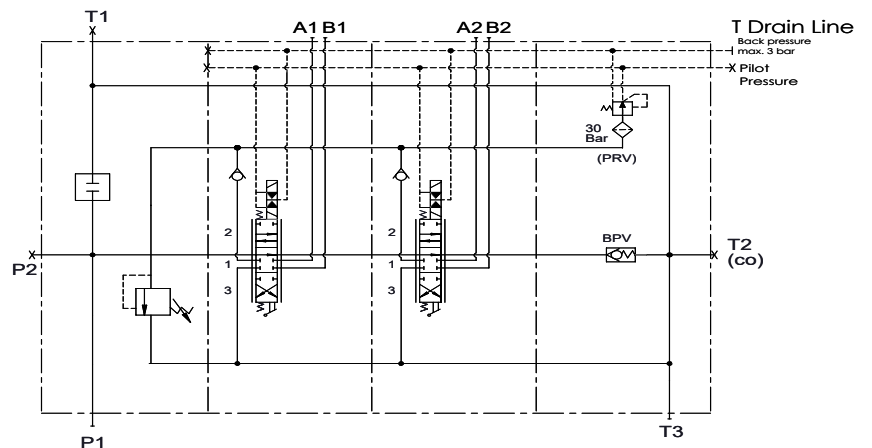 T1
A1 B1
A2 B2
T Drain Line
Back pressure
max. 3 bar
Pilot
Pressure
30
Bar
(PRV)
2
2
BPV
T2
(co)
P2
1
1
3
3
P1
T3